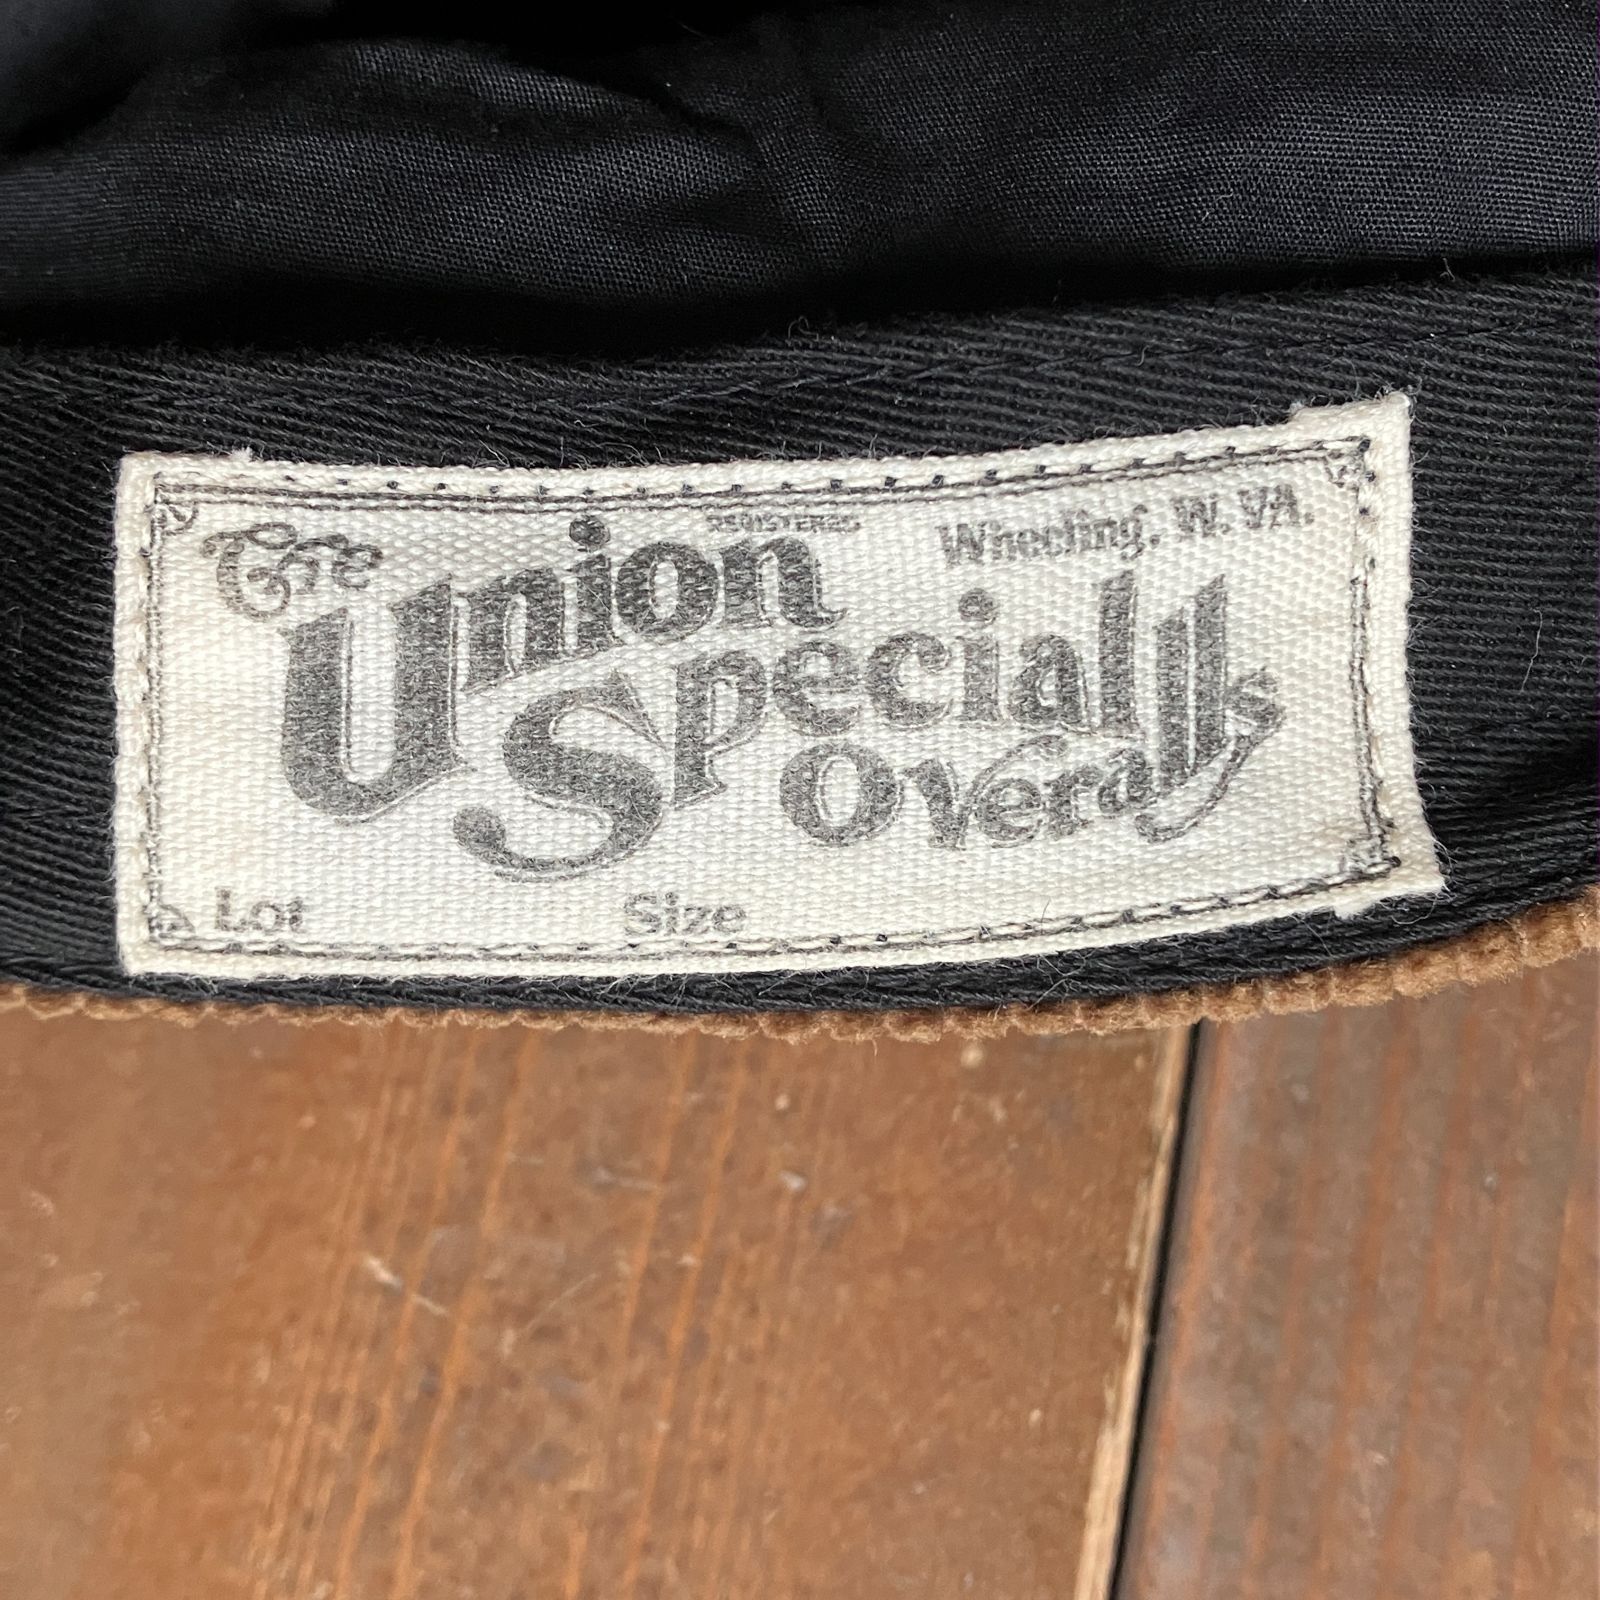 The Union REGISTERED Wheeling, W. VA.
Special
Overalls
Lot Size